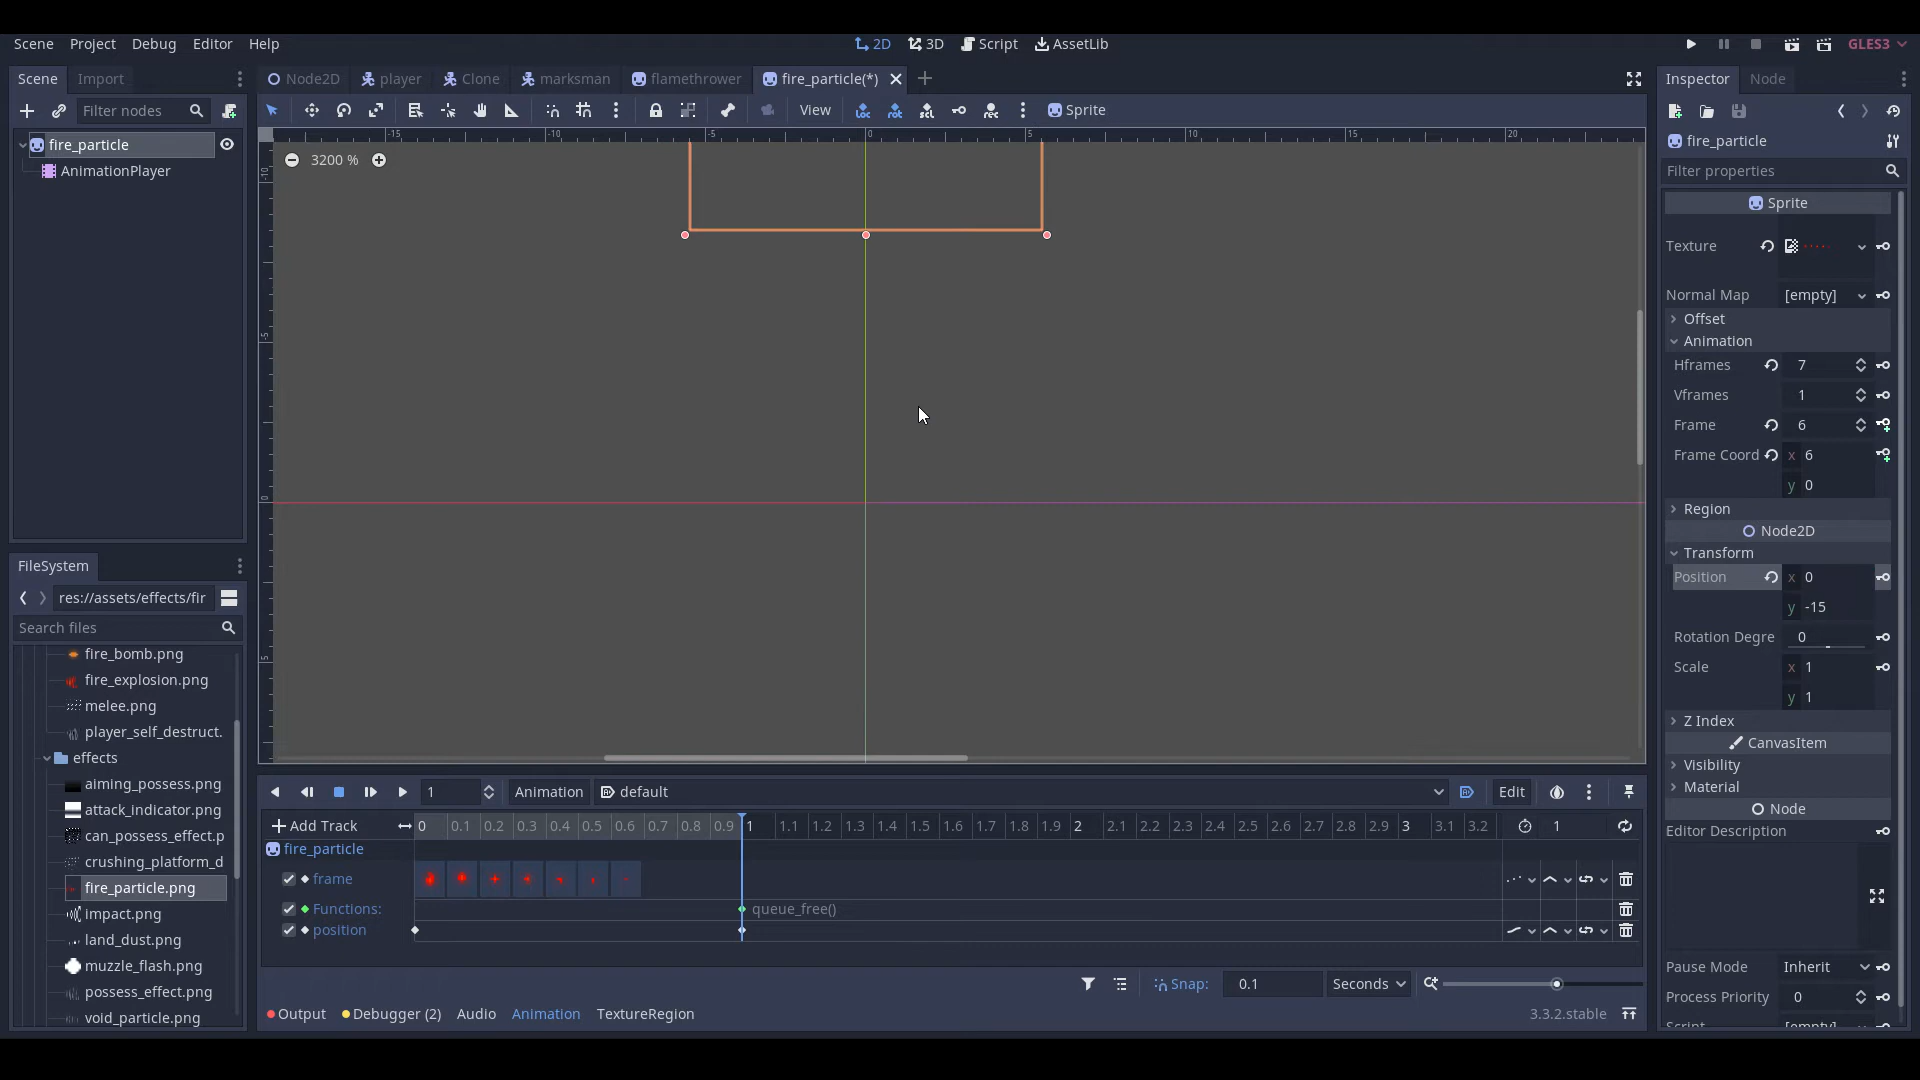 Scene Project Debug Editor Help
2D 3D Script AssetLib
GLES3
Scene Import
Node2D player Clone marksman flamethrower fire_particle(*)
Inspector Node
Filter nodes
View
Sprite
-15 -10 -5 0 5 10 15 20
fire_particle
AnimationPlayer
3200 %
-10
-5
0
5
fire_particle
Filter properties
Sprite
Texture
Normal Map [empty]
Offset
Animation
Hframes 7
Vframes 1
Frame 6
Frame Coord x 6
y 0
Region
Node2D
Transform
Position x 0
y -15
Rotation Degre 0
Scale x 1
y 1
Z Index
CanvasItem
Visibility
Material
Node
Editor Description
Pause Mode Inherit
Process Priority 0
Script [empty]
FileSystem
res://assets/effects/fir
Search files
fire_bomb.png
fire_explosion.png
melee.png
player_self_destruct.
effects
aiming_possess.png
attack_indicator.png
can_possess_effect.p
crushing_platform_d
fire_particle.png
impact.png
land_dust.png
muzzle_flash.png
possess_effect.png
void_particle.png
1 Animation default Edit
Add Track 0 0.1 0.2 0.3 0.4 0.5 0.6 0.7 0.8 0.9 1 1.1 1.2 1.3 1.4 1.5 1.6 1.7 1.8 1.9 2 2.1 2.2 2.3 2.4 2.5 2.6 2.7 2.8 2.9 3 3.1 3.2 1
fire_particle
frame
Functions: queue_free()
position
Snap: 0.1 Seconds
Output Debugger (2) Audio Animation TextureRegion 3.3.2.stable